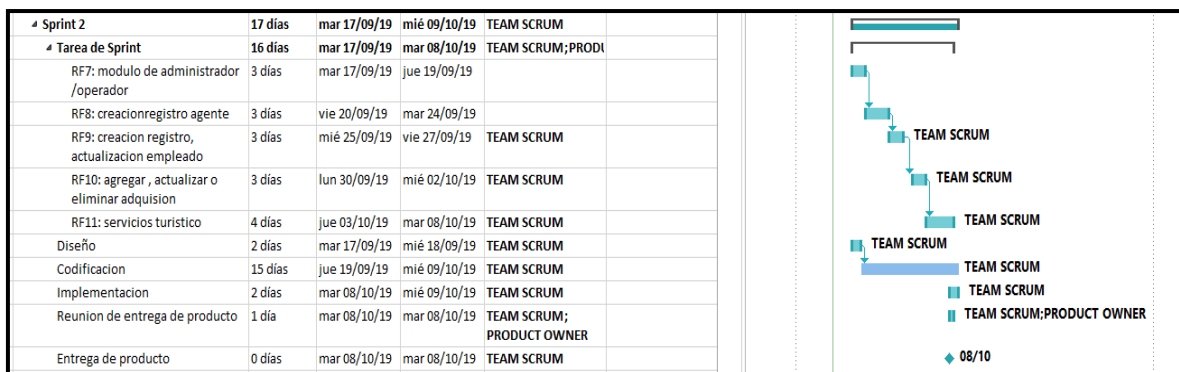 Sprint 2 17 días mar 17/09/19 mié 09/10/19 TEAM SCRUM
Tarea de Sprint 16 días mar 17/09/19 mar 08/10/19 TEAM SCRUM;PRODU
RF7: modulo de administrador 3 días mar 17/09/19 jue 19/09/19
/operador
RF8: creacionregistro agente 3 días vie 20/09/19 mar 24/09/19
RF9: creacion registro, 3 días mié 25/09/19 vie 27/09/19 TEAM SCRUM TEAM SCRUM
actualizacion empleado
RF10: agregar , actualizar o 3 días lun 30/09/19 mié 02/10/19 TEAM SCRUM TEAM SCRUM
eliminar adquision
RF11: servicios turistico 4 días jue 03/10/19 mar 08/10/19 TEAM SCRUM TEAM SCRUM
Diseño 2 días mar 17/09/19 mié 18/09/19 TEAM SCRUM TEAM SCRUM
Codificacion 15 días jue 19/09/19 mié 09/10/19 TEAM SCRUM TEAM SCRUM
Implementacion 2 días mar 08/10/19 mié 09/10/19 TEAM SCRUM TEAM SCRUM
Reunion de entrega de producto 1 día mar 08/10/19 mar 08/10/19 TEAM SCRUM; TEAM SCRUM;PRODUCT OWNER
PRODUCT OWNER
Entrega de producto 0 días mar 08/10/19 mar 08/10/19 TEAM SCRUM 08/10